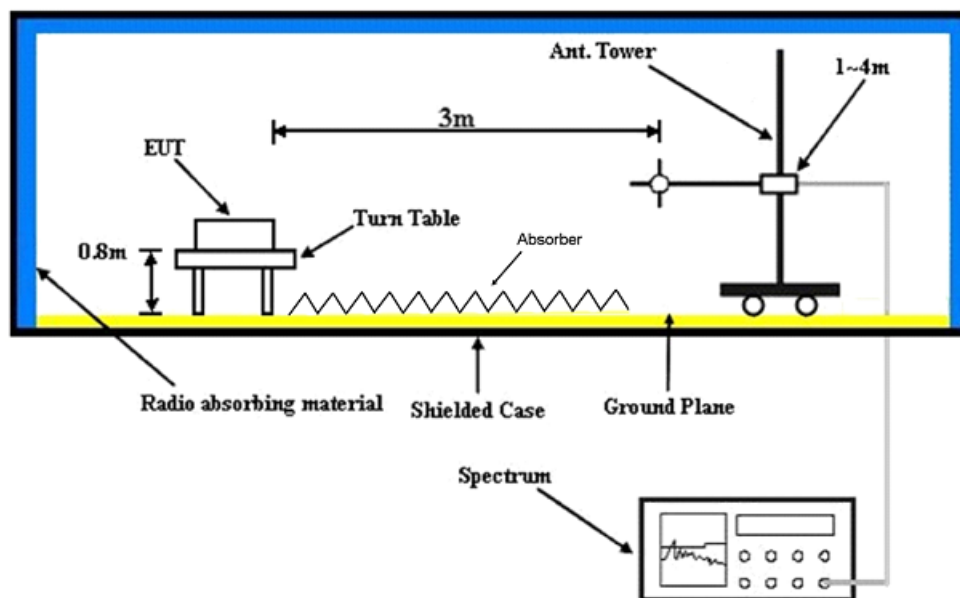 Ant. Tower
1~4m
3m
EUT
Turn Table
0.8m
Absorber
Radio absorbing material
Shielded Case
Ground Plane
Spectrum